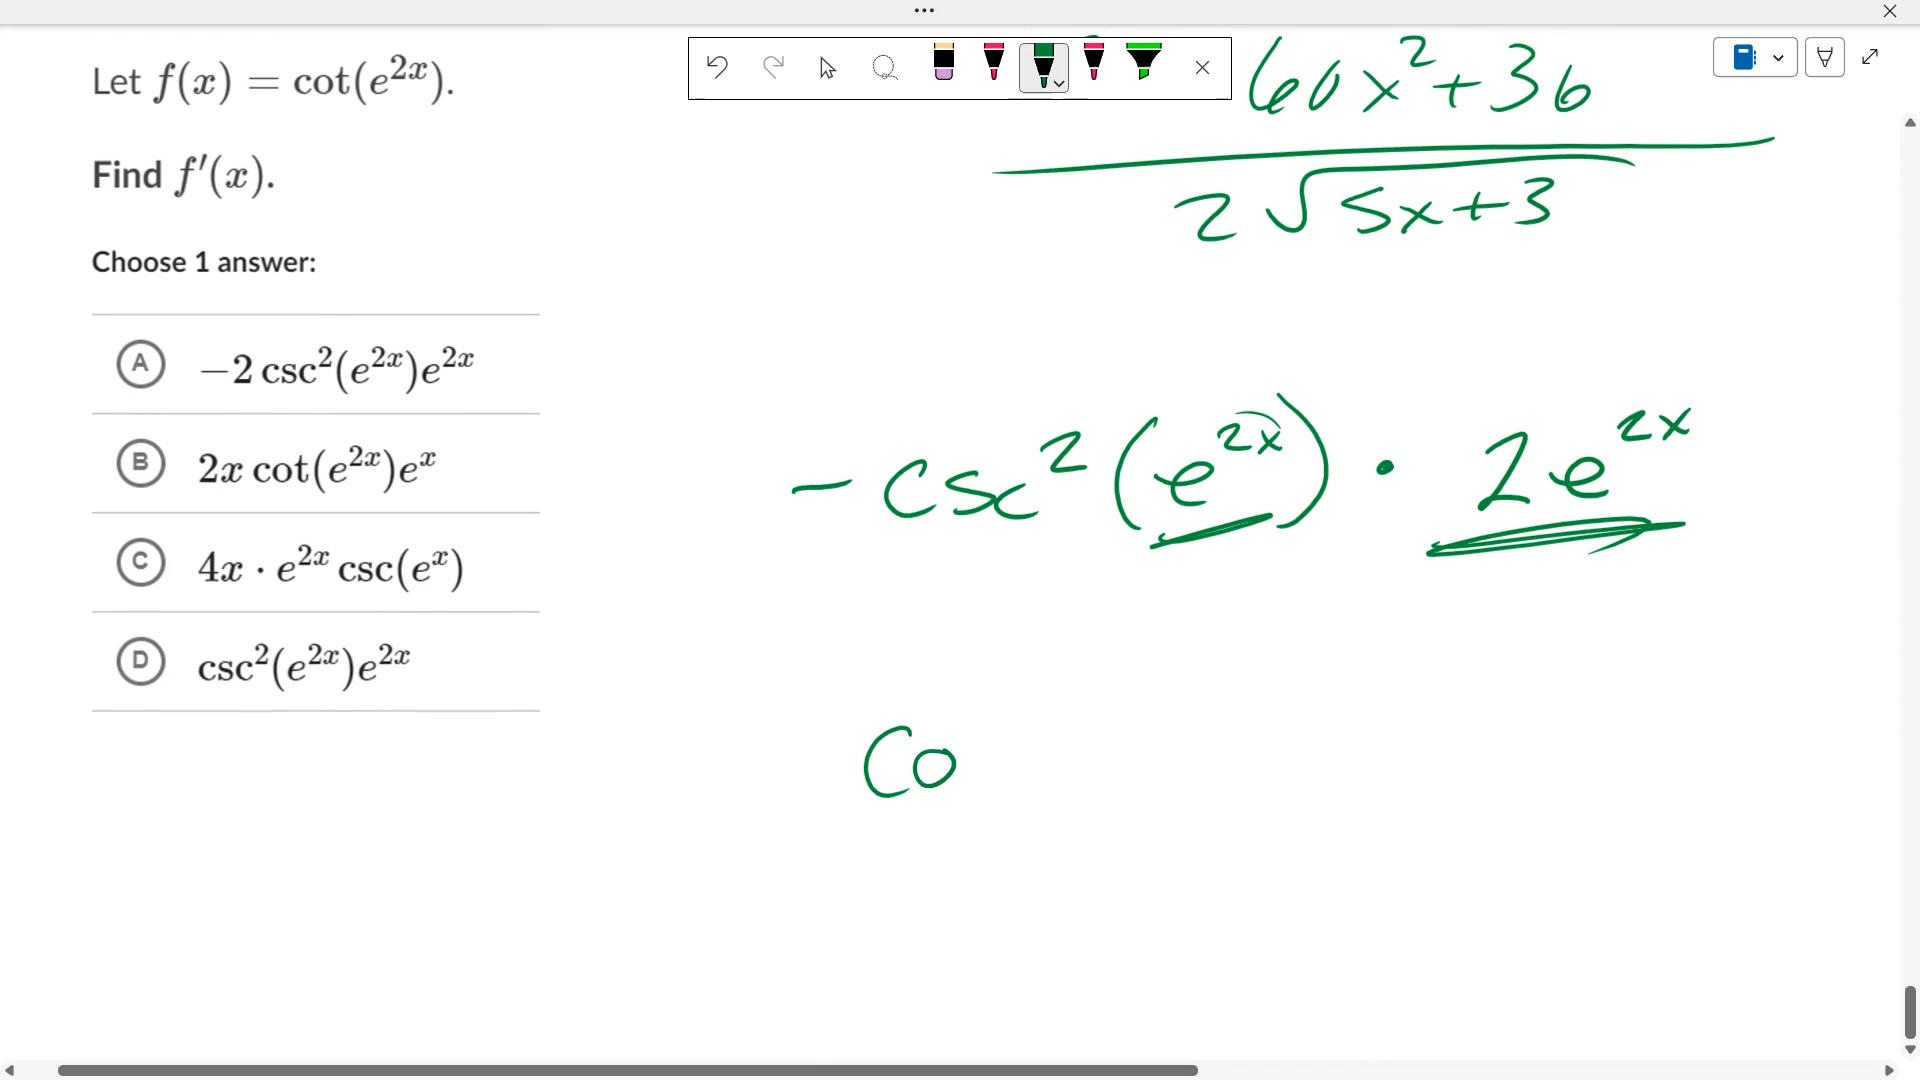 Let f(x) = cot(e^{2x}).
Find f′(x).
Choose 1 answer:
A −2 csc²(e^{2x})e^{2x}
B 2x cot(e^{2x})e^x
C 4x · e^{2x} csc(e^x)
D csc²(e^{2x})e^{2x}
60x² + 36
2√(5x+3)
− csc²(e^{2x}) · 2e^{2x}
Co